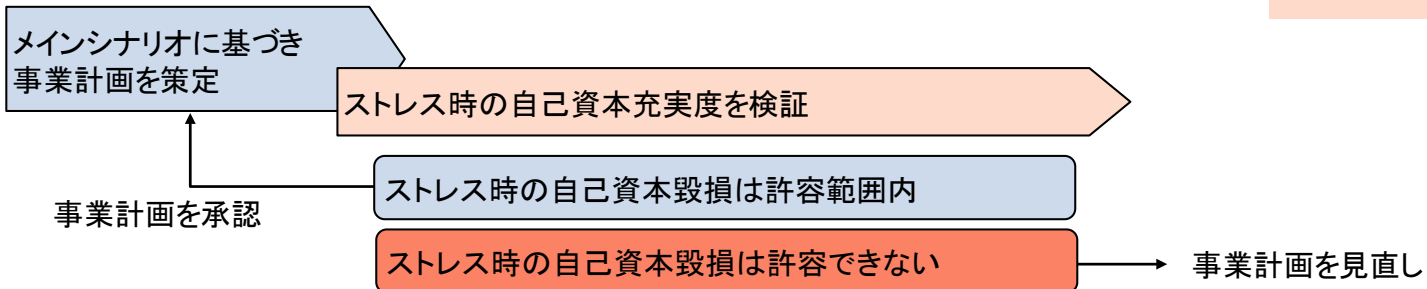 メインシナリオに基づき
事業計画を策定
ストレス時の自己資本充実度を検証
ストレス時の自己資本毀損は許容範囲内
事業計画を承認
ストレス時の自己資本毀損は許容できない
事業計画を見直し